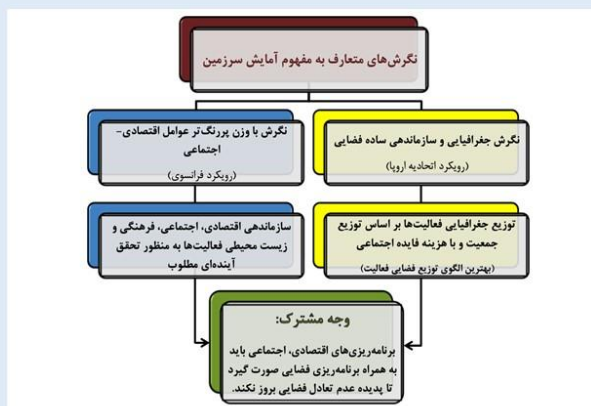 نگرش‌های متعارف به مفهوم آمایش سرزمین
نگرش جغرافیایی و سازماندهی ساده فضایی
(رویکرد اتحادیه اروپا)
نگرش با وزن پررنگ‌تر عوامل اقتصادی-
اجتماعی
(رویکرد فرانسوی)
توزیع جغرافیایی فعالیت‌ها بر اساس توزیع
جمعیت و با هزینه فایده اجتماعی
(بهترین الگوی توزیع فضایی فعالیت)
سازماندهی اقتصادی، اجتماعی، فرهنگی و
زیست محیطی فعالیت‌ها به منظور تحقق
آینده‌ای مطلوب
وجه مشترک:
برنامه‌ریزی‌های اقتصادی، اجتماعی باید
به همراه برنامه‌ریزی فضایی صورت گیرد
تا پدیده عدم تعادل فضایی بروز نکند.